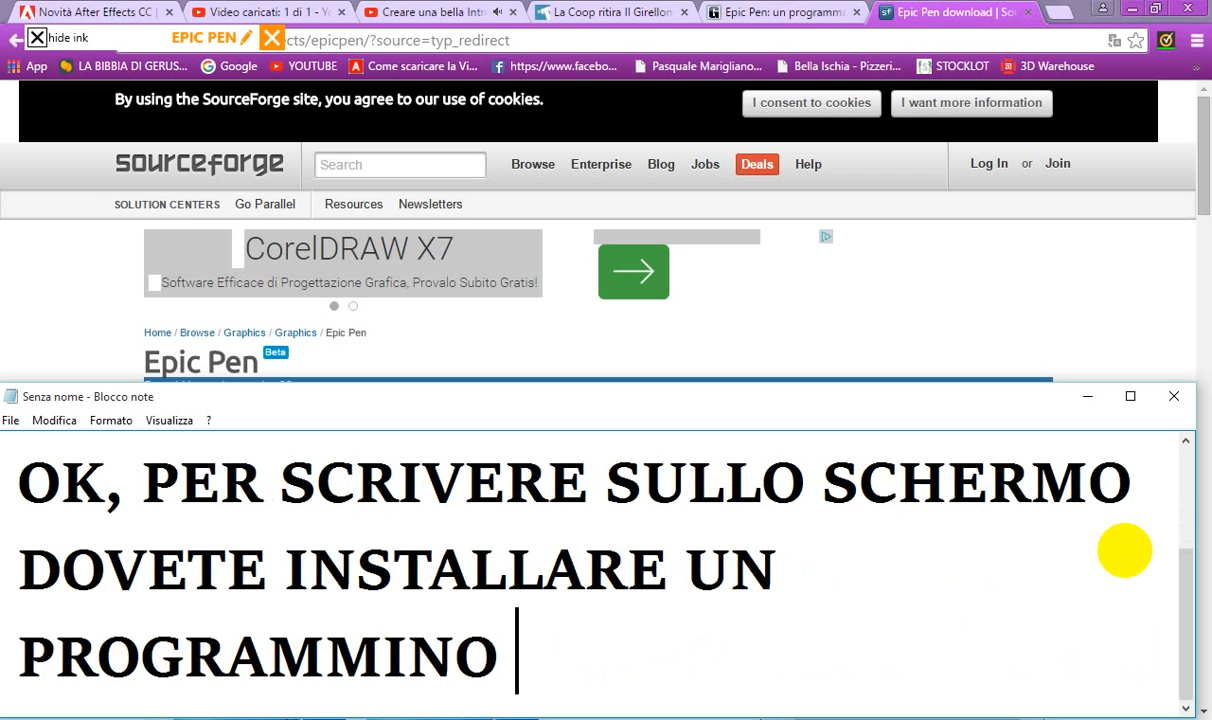 Novità After Effects CC |
Video caricati: 1 di 1 - Yo
Creare una bella Intro
La Coop ritira Il Girellon
Epic Pen: un programma
Epic Pen download | So
hide ink
EPIC PEN
cts/epicpen/?source=typ_redirect
App
LA BIBBIA DI GERUS...
Google
YOUTUBE
Come scaricare la Vi...
https://www.facebo...
Pasquale Marigliano...
Bella Ischia - Pizzeri...
STOCKLOT
3D Warehouse
»
By using the SourceForge site, you agree to our use of cookies.
I consent to cookies
I want more information
sourceforge
Search
Browse
Enterprise
Blog
Jobs
Deals
Help
Log In or Join
SOLUTION CENTERS
Go Parallel
Resources
Newsletters
CorelDRAW X7
Software Efficace di Progettazione Grafica, Provalo Subito Gratis!
Home / Browse / Graphics / Graphics / Epic Pen
Epic Pen Beta
Senza nome - Blocco note
File Modifica Formato Visualizza ?
OK, PER SCRIVERE SULLO SCHERMO
DOVETE INSTALLARE UN
PROGRAMMINO